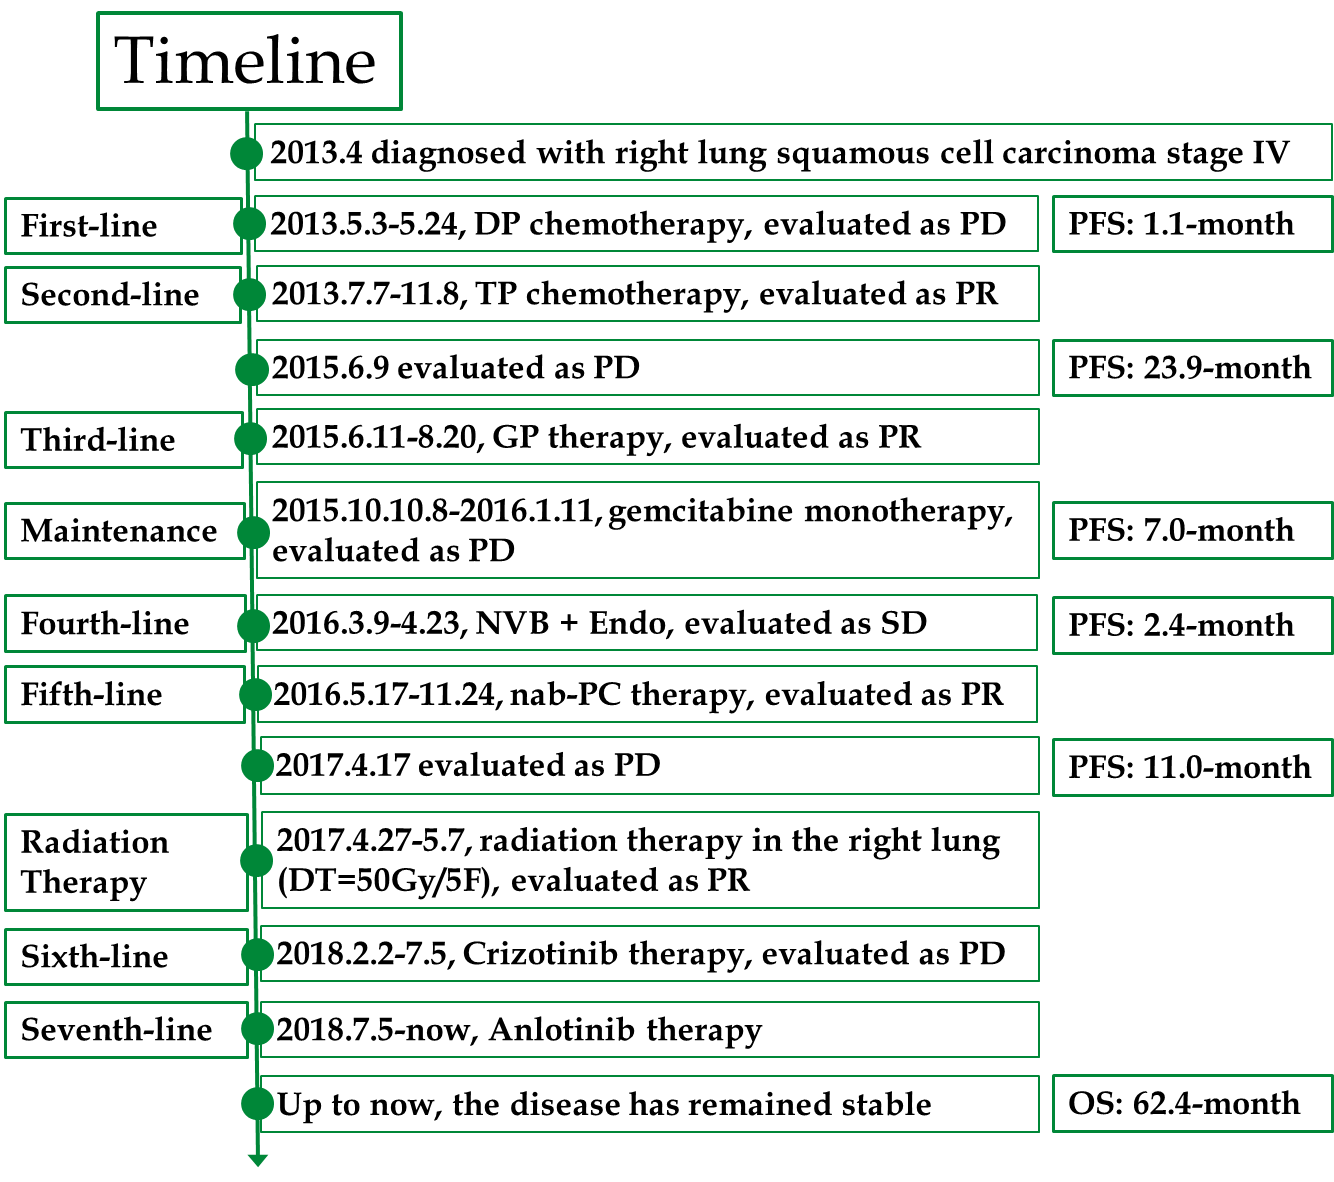 Timeline
2013.4 diagnosed with right lung squamous cell carcinoma stage IV
First-line
2013.5.3-5.24, DP chemotherapy, evaluated as PD
PFS: 1.1-month
Second-line
2013.7.7-11.8, TP chemotherapy, evaluated as PR
2015.6.9 evaluated as PD
PFS: 23.9-month
Third-line
2015.6.11-8.20, GP therapy, evaluated as PR
Maintenance
2015.10.10.8-2016.1.11, gemcitabine monotherapy,
evaluated as PD
PFS: 7.0-month
Fourth-line
2016.3.9-4.23, NVB + Endo, evaluated as SD
PFS: 2.4-month
Fifth-line
2016.5.17-11.24, nab-PC therapy, evaluated as PR
2017.4.17 evaluated as PD
PFS: 11.0-month
Radiation
Therapy
2017.4.27-5.7, radiation therapy in the right lung
(DT=50Gy/5F), evaluated as PR
Sixth-line
2018.2.2-7.5, Crizotinib therapy, evaluated as PD
Seventh-line
2018.7.5-now, Anlotinib therapy
Up to now, the disease has remained stable
OS: 62.4-month